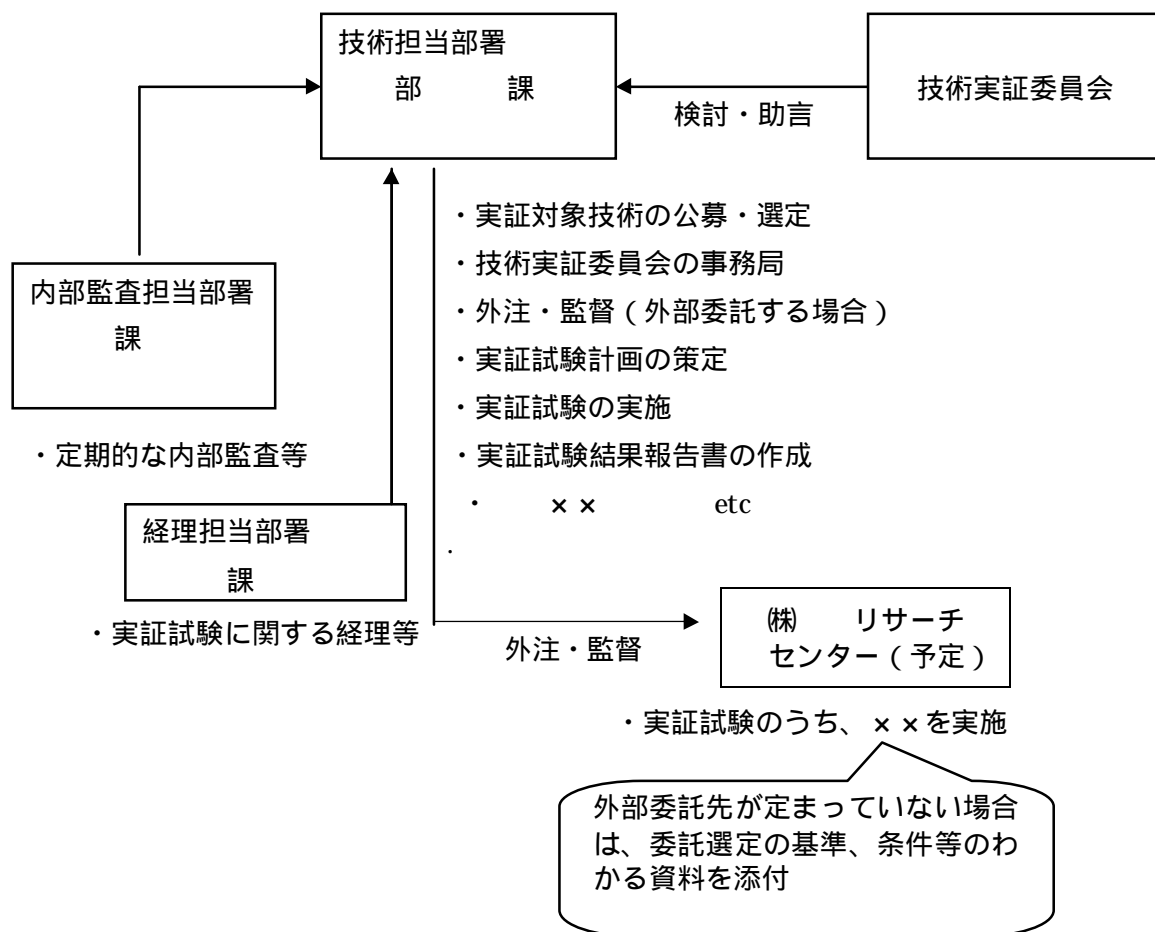 技術担当部署
部　　課
技術実証委員会
検討・助言
・実証対象技術の公募・選定
・技術実証委員会の事務局
・外注・監督（外部委託する場合）
・実証試験計画の策定
・実証試験の実施
・実証試験結果報告書の作成
・　　××　　　　etc
・
内部監査担当部署
課
・定期的な内部監査等
経理担当部署
課
・実証試験に関する経理等
外注・監督
㈱　　リサーチ
センター（予定）
・実証試験のうち、××を実施
外部委託先が定まっていない場合
は、委託選定の基準、条件等のわ
かる資料を添付